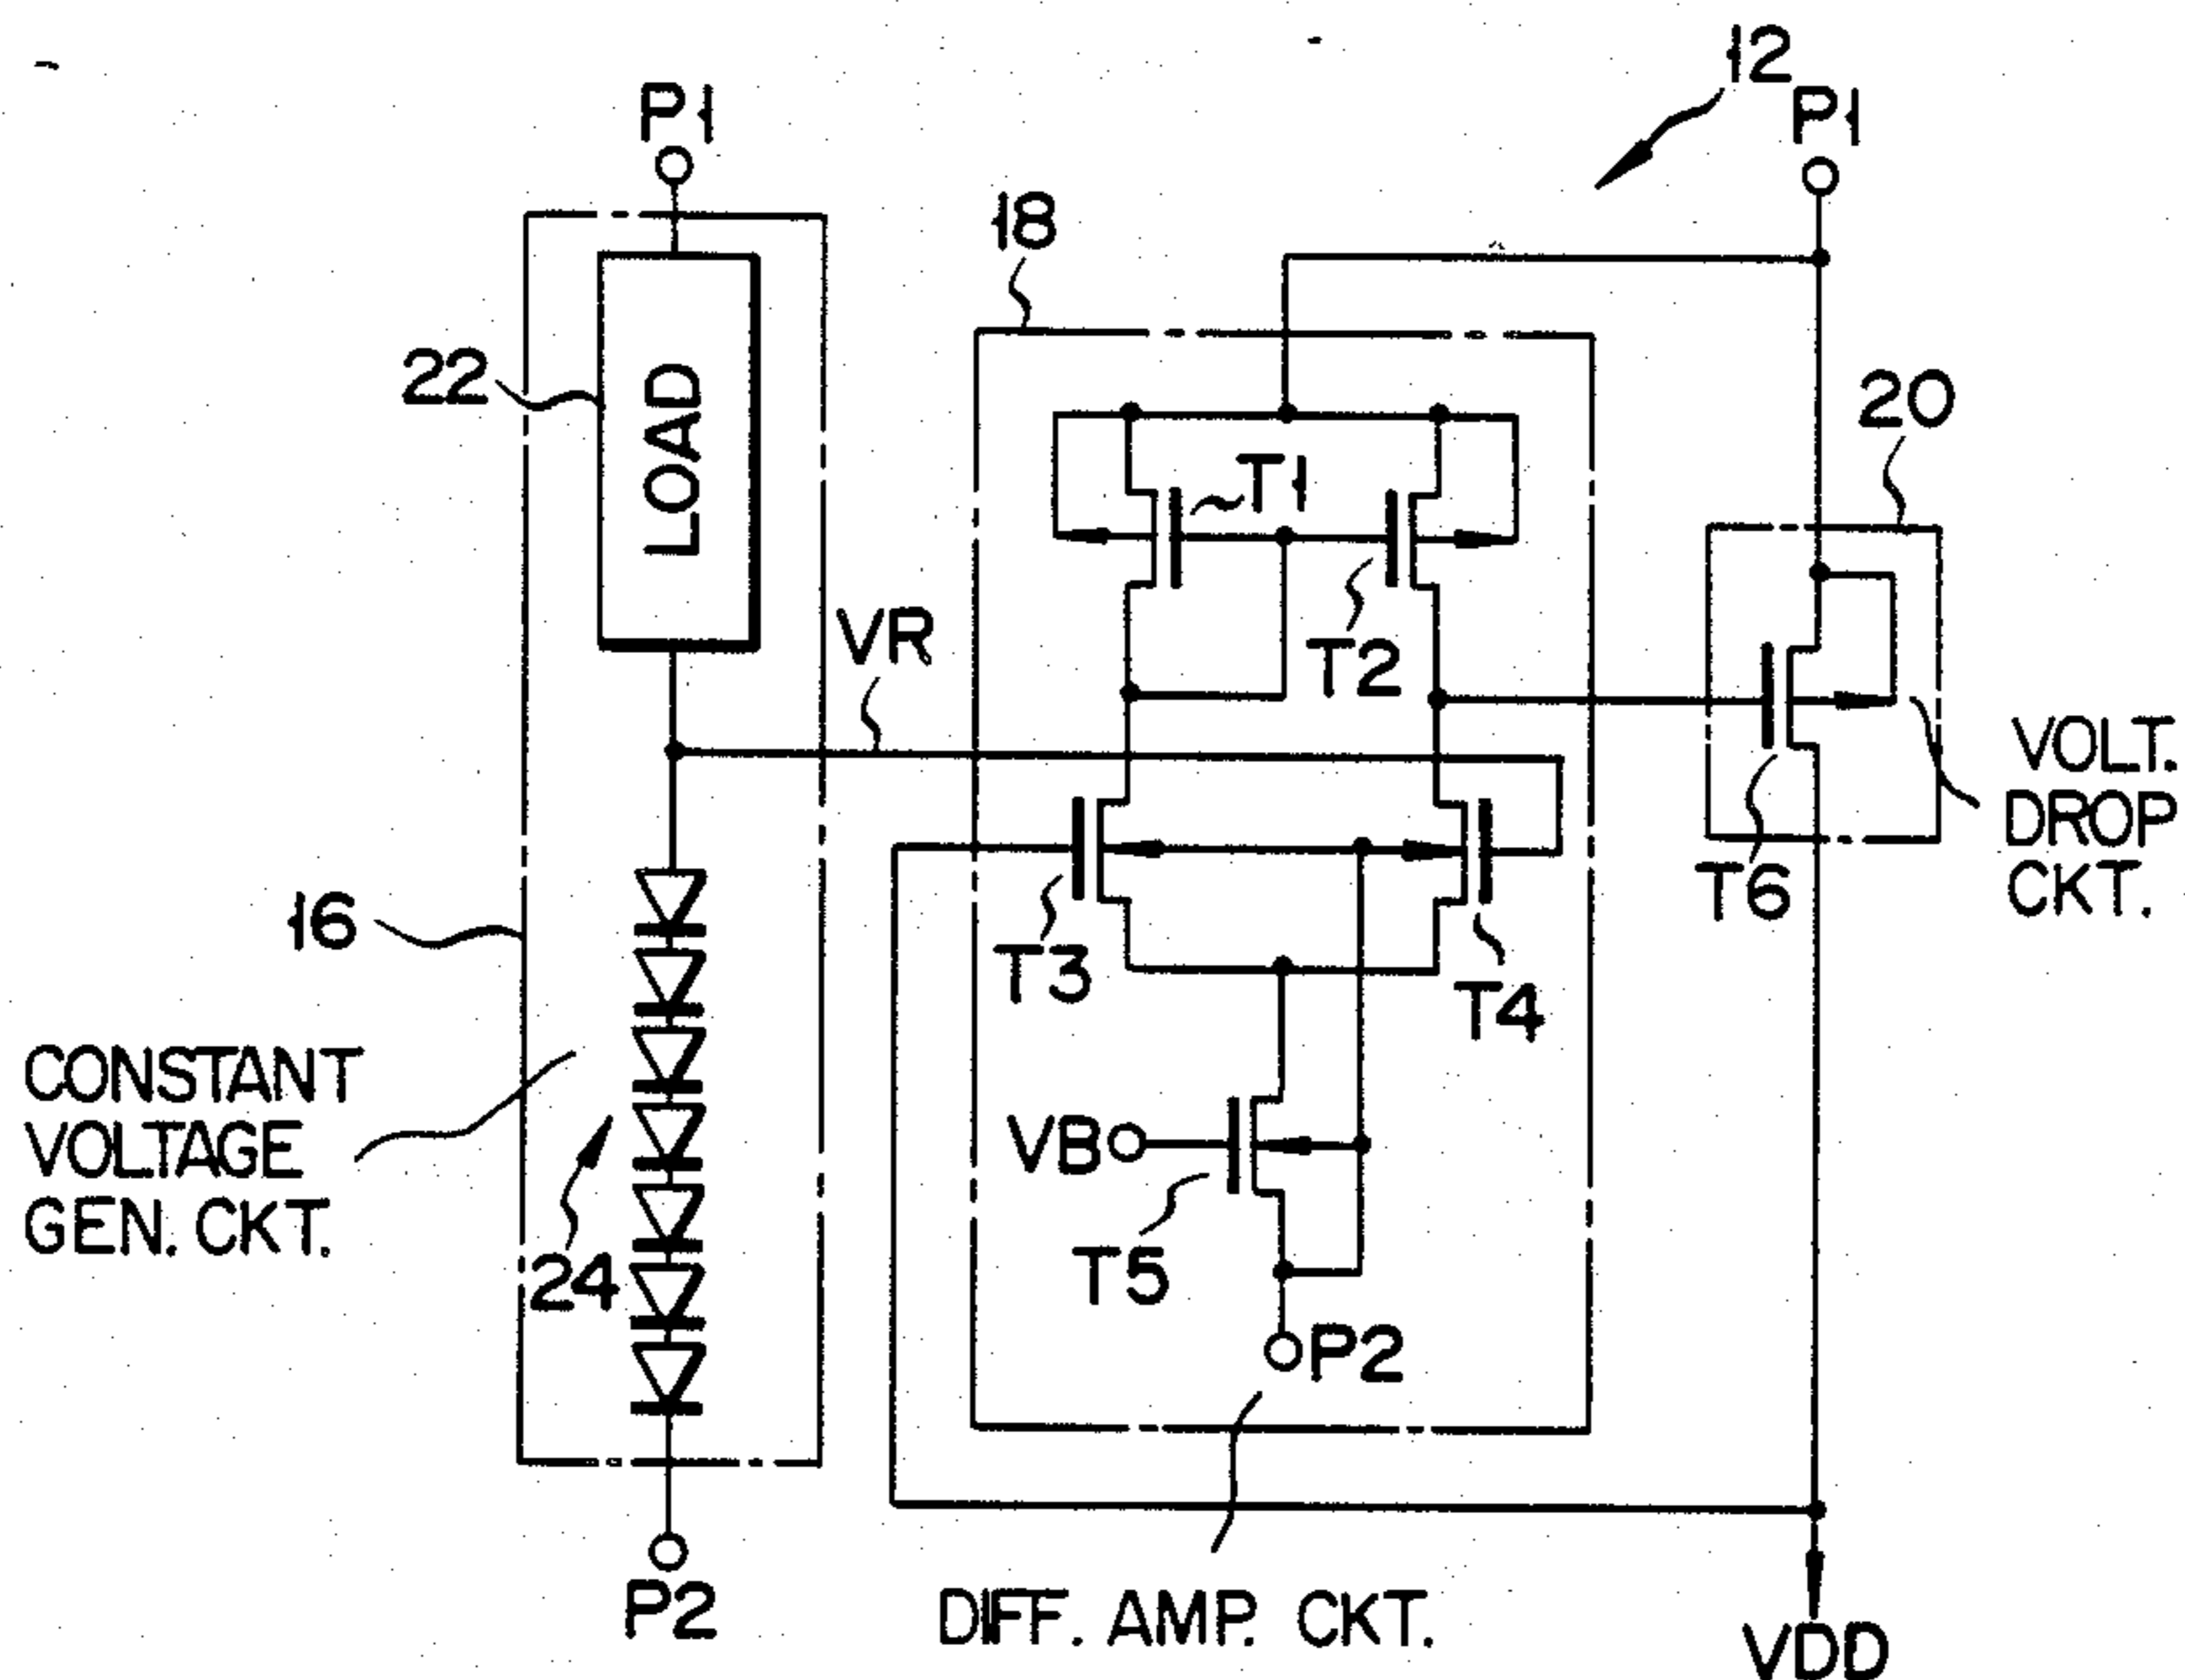 12
P1
P1
18
22
LOAD
T1
20
VR
T2
VOLT.
DROP
CKT.
T6
16
T3
T4
CONSTANT
VOLTAGE
GEN. CKT.
VB
24
T5
P2
P2
DIFF. AMP. CKT.
VDD